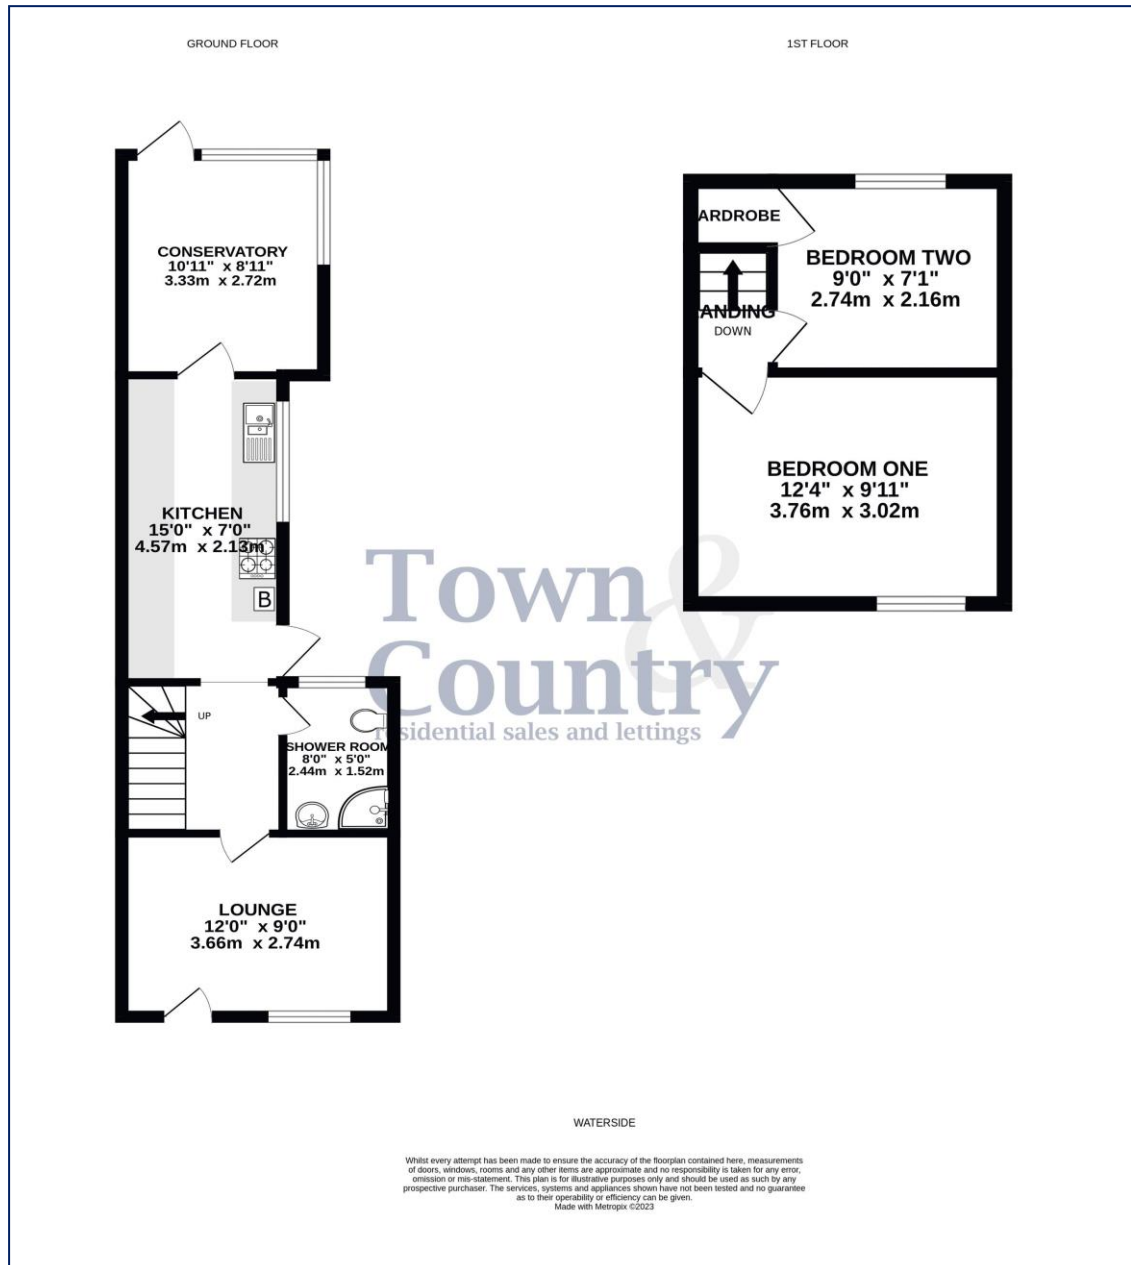 GROUND FLOOR
1ST FLOOR
CONSERVATORY
10'11" x 8'11"
3.33m x 2.72m
KITCHEN
15'0" x 7'0"
4.57m x 2.13m
B
UP
SHOWER ROOM
8'0" x 5'0"
2.44m x 1.52m
LOUNGE
12'0" x 9'0"
3.66m x 2.74m
ARDROBE
BEDROOM TWO
9'0" x 7'1"
2.74m x 2.16m
ANDING
DOWN
BEDROOM ONE
12'4" x 9'11"
3.76m x 3.02m
Town &
Country
residential sales and lettings
WATERSIDE
Whilst every attempt has been made to ensure the accuracy of the floorplan contained here, measurements
of doors, windows, rooms and any other items are approximate and no responsibility is taken for any error,
omission or mis-statement. This plan is for illustrative purposes only and should be used as such by any
prospective purchaser. The services, systems and appliances shown have not been tested and no guarantee
as to their operability or efficiency can be given.
Made with Metropix ©2023